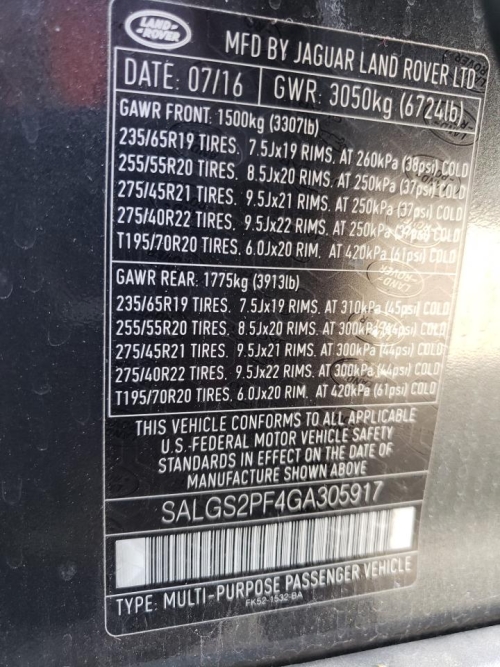 LAND
ROVER
MFD BY JAGUAR LAND ROVER LTD
DATE: 07/16 GWR: 3050kg (6724lb)
GAWR FRONT: 1500kg (3307lb)
235/65R19 TIRES. 7.5Jx19 RIMS. AT 260kPa (38psi) COLD
255/55R20 TIRES. 8.5Jx20 RIMS. AT 250kPa (37psi) COLD
275/45R21 TIRES. 9.5Jx21 RIMS. AT 250kPa (37psi) COLD
275/40R22 TIRES. 9.5Jx22 RIMS. AT 250kPa (37psi) COLD
T195/70R20 TIRES. 6.0Jx20 RIM. AT 420kPa (61psi) COLD
GAWR REAR: 1775kg (3913lb)
235/65R19 TIRES. 7.5Jx19 RIMS. AT 310kPa (45psi) COLD
255/55R20 TIRES. 8.5Jx20 RIMS. AT 300kPa (44psi) COLD
275/45R21 TIRES. 9.5Jx21 RIMS. AT 300kPa (44psi) COLD
275/40R22 TIRES. 9.5Jx22 RIMS. AT 300kPa (44psi) COLD
T195/70R20 TIRES. 6.0Jx20 RIM. AT 420kPa (61psi) COLD
THIS VEHICLE CONFORMS TO ALL APPLICABLE
U.S.-FEDERAL MOTOR VEHICLE SAFETY
STANDARDS IN EFFECT ON THE DATE OF
MANUFACTURE SHOWN ABOVE
SALGS2PF4GA305917
TYPE: MULTI-PURPOSE PASSENGER VEHICLE
FK52-1532-BA